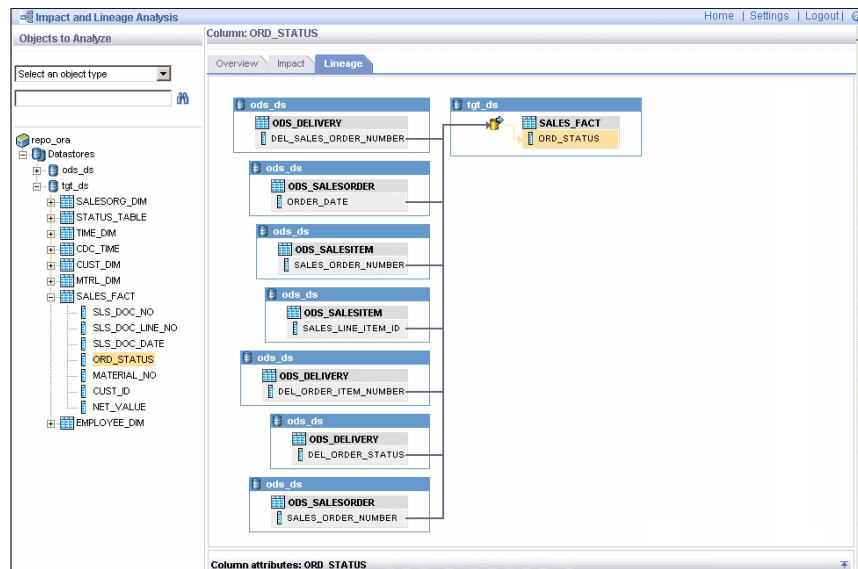 Impact and Lineage Analysis
Home | Settings | Logout |
Objects to Analyze
Select an object type
repo_ora
Datastores
ods_ds
tgt_ds
SALESORG_DIM
STATUS_TABLE
TIME_DIM
CDC_TIME
CUST_DIM
MTRL_DIM
SALES_FACT
SLS_DOC_NO
SLS_DOC_LINE_NO
SLS_DOC_DATE
ORD_STATUS
MATERIAL_NO
CUST_ID
NET_VALUE
EMPLOYEE_DIM
Column: ORD_STATUS
Overview Impact Lineage
ods_ds
ODS_DELIVERY
DEL_SALES_ORDER_NUMBER
ods_ds
ODS_SALESORDER
ORDER_DATE
ods_ds
ODS_SALESITEM
SALES_ORDER_NUMBER
ods_ds
ODS_SALESITEM
SALES_LINE_ITEM_ID
ods_ds
ODS_DELIVERY
DEL_ORDER_ITEM_NUMBER
ods_ds
ODS_DELIVERY
DEL_ORDER_STATUS
ods_ds
ODS_SALESORDER
SALES_ORDER_NUMBER
tgt_ds
SALES_FACT
ORD_STATUS
Column attributes: ORD_STATUS